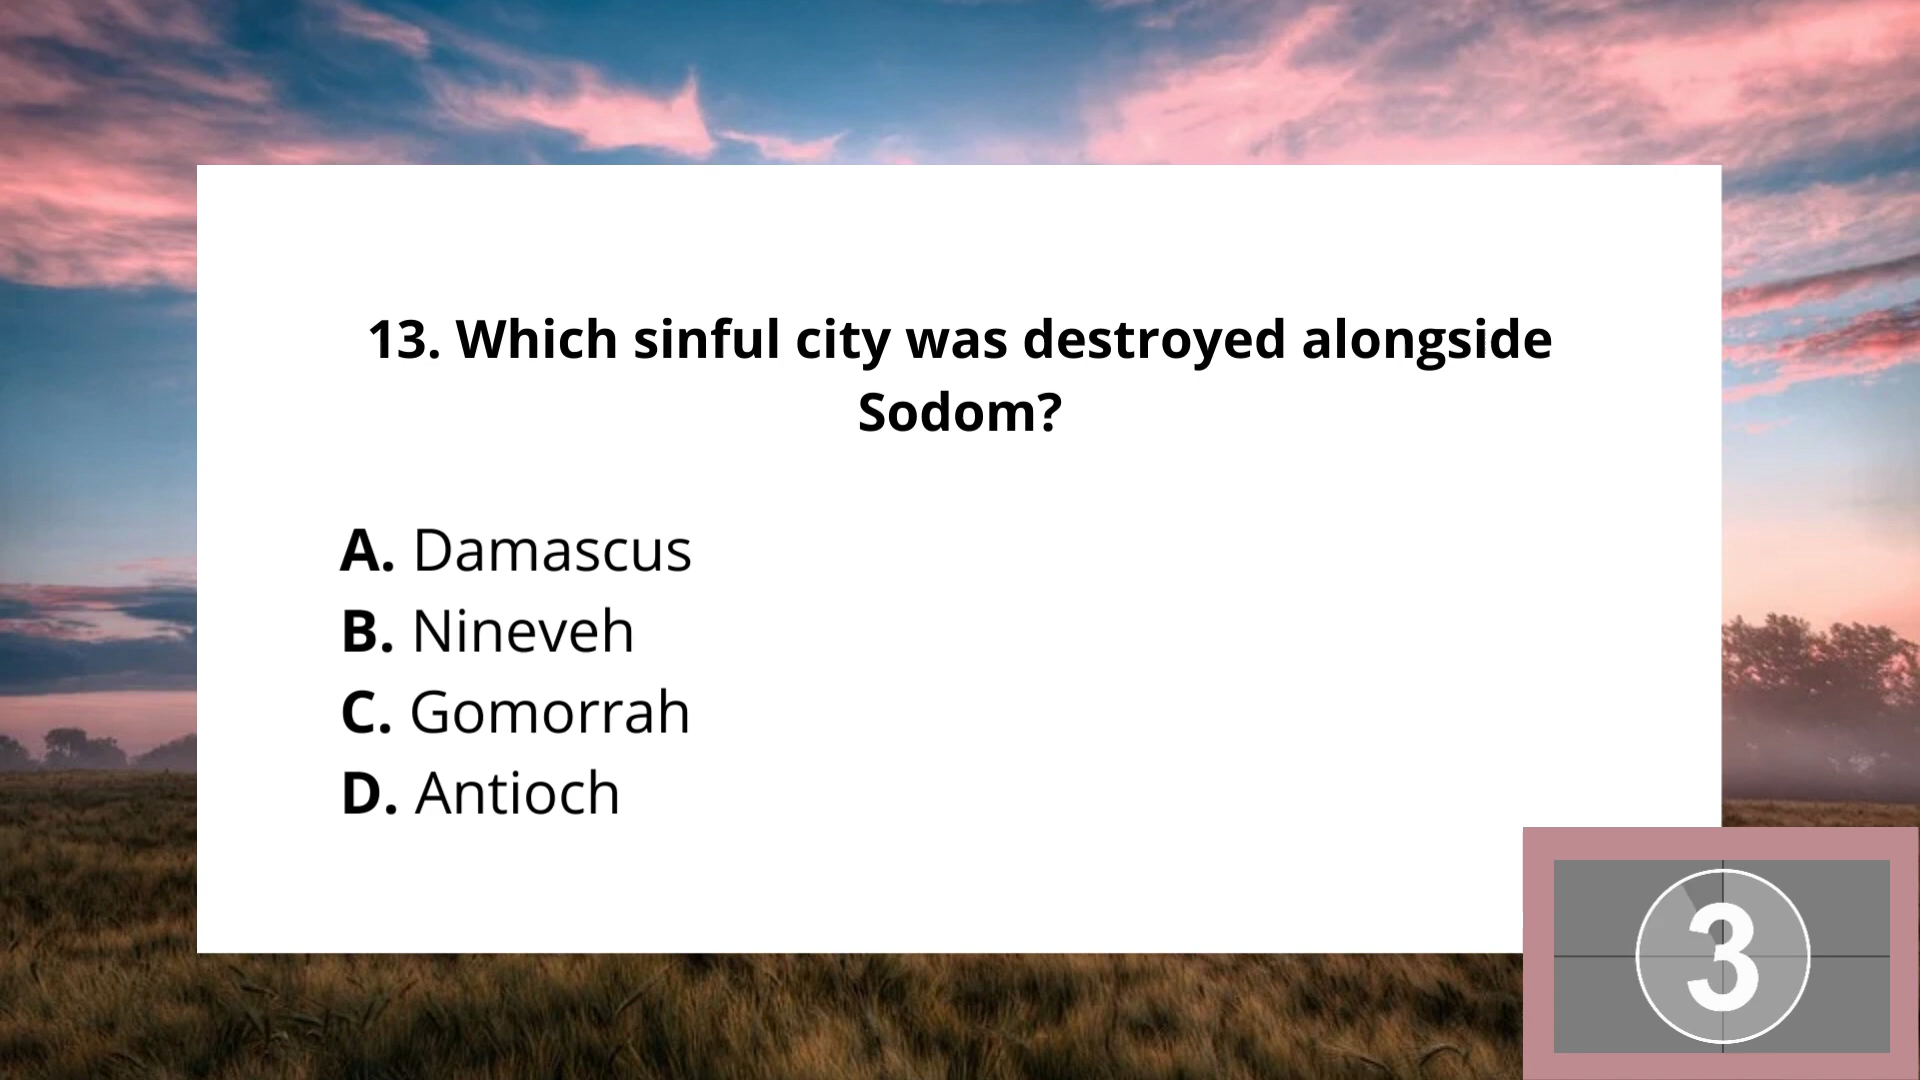 13. Which sinful city was destroyed alongside
Sodom?
A. Damascus
B. Nineveh
C. Gomorrah
D. Antioch
3